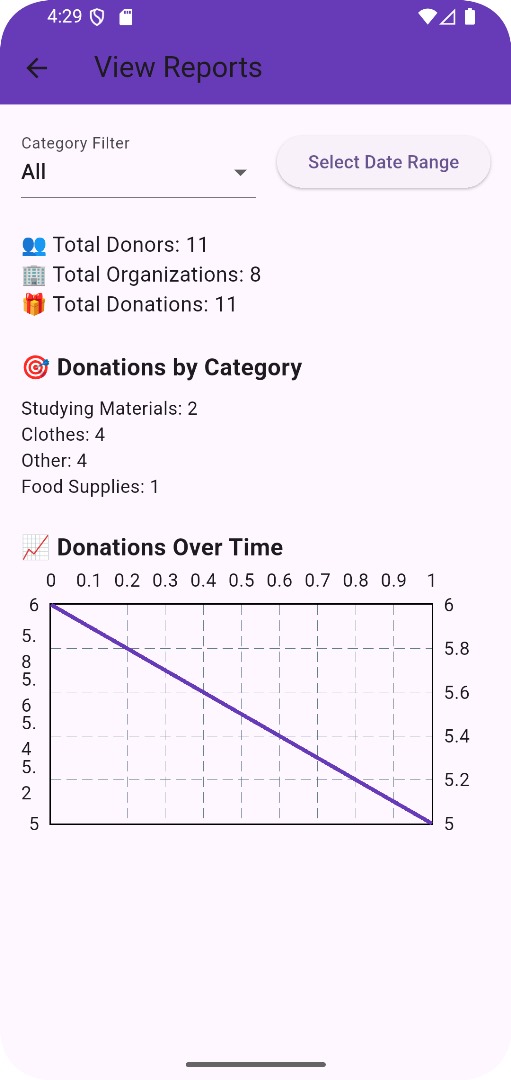 4:29
View Reports
Category Filter
All
Select Date Range
👥 Total Donors: 11
🏢 Total Organizations: 8
🎁 Total Donations: 11
🎯 Donations by Category
Studying Materials: 2
Clothes: 4
Other: 4
Food Supplies: 1
📈 Donations Over Time
0 0.1 0.2 0.3 0.4 0.5 0.6 0.7 0.8 0.9 1
6 6
5.
8 5.8
5.
6 5.6
5.
4 5.4
5.
2 5.2
5 5